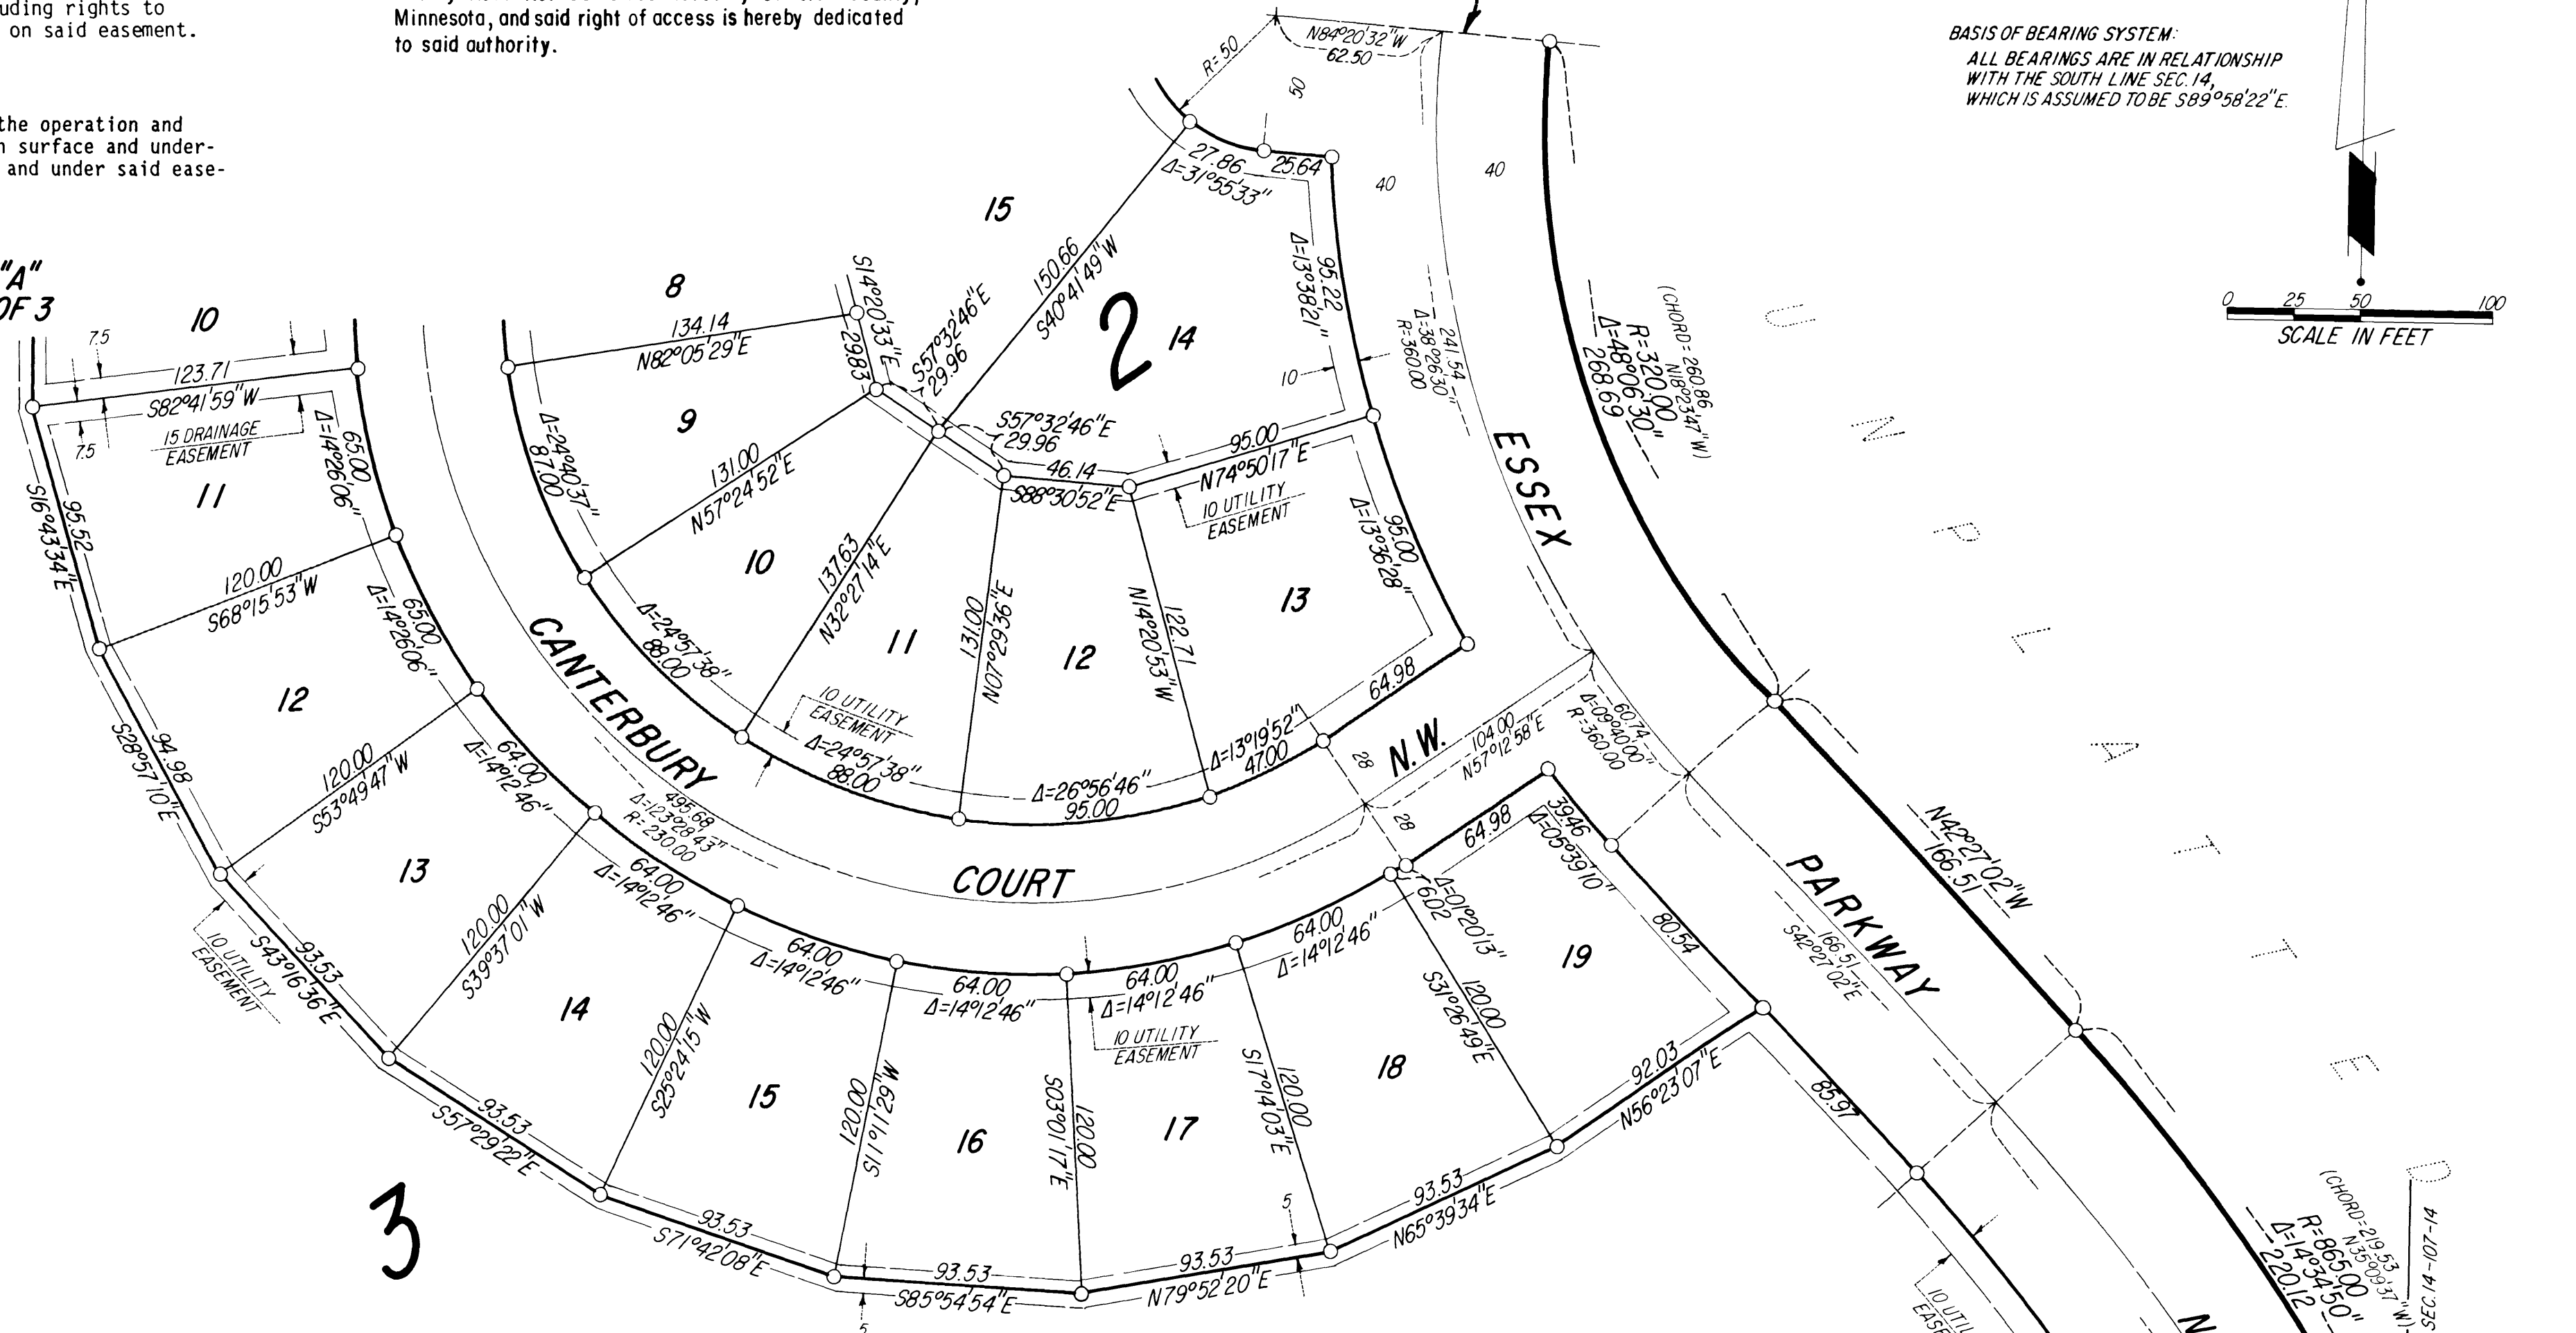 uding rights to
on said easement.
Minnesota, and said right of access is hereby dedicated
to said authority.
the operation and
n surface and under-
and under said ease-
"A"
OF 3
BASIS OF BEARING SYSTEM:
ALL BEARINGS ARE IN RELATIONSHIP
WITH THE SOUTH LINE SEC. 14,
WHICH IS ASSUMED TO BE S89°58'22"E.
0 25 50 100
SCALE IN FEET
N84°20'32"W
62.50
R=50
50
27.86
Δ=31°55'33"
25.64
40
40
15
150.66
S40°41'49"W
2
14
95.22
Δ=13°38'21"
10
241.54
Δ=38°26'30"
R=360.00
(CHORD=260.86
N18°23'47"W)
R=320.00
Δ=48°06'30"
268.69
8
134.14
N82°05'29"E
S14°20'33"E
29.83
S57°32'46"E
29.96
S57°32'46"E
29.96
46.14
S88°30'52"E
95.00
N74°50'17"E
10 UTILITY
EASEMENT
9
Δ=24°40'37"
87.00
131.00
N57°24'52"E
10
137.63
N32°27'14"E
Δ=24°57'38"
88.00
11
131.00
N07°29'36"E
10 UTILITY
EASEMENT
Δ=24°57'38"
88.00
12
122.71
N14°20'53"W
Δ=26°56'46"
95.00
13
95.00
Δ=13°36'28"
64.98
Δ=13°19'52"
47.00
10
7.5
123.71
S82°41'59"W
7.5
15 DRAINAGE
EASEMENT
65.00
Δ=14°26'06"
11
95.52
S16°43'34"E
120.00
S68°15'53"W
65.00
Δ=14°26'06"
12
94.98
S28°57'10"E
120.00
S53°49'47"W
64.00
Δ=14°12'46"
13
93.53
S43°16'36"E
10 UTILITY
EASEMENT
120.00
S39°37'01"W
64.00
Δ=14°12'46"
14
93.53
S57°29'22"E
120.00
S25°24'15"W
64.00
Δ=14°12'46"
15
93.53
S71°42'08"E
120.00
S11°11'29"W
64.00
Δ=14°12'46"
16
93.53
S85°54'54"E
5
120.00
S03°01'17"E
64.00
Δ=14°12'46"
10 UTILITY
EASEMENT
17
93.53
N79°52'20"E
5
120.00
S17°14'03"E
64.00
Δ=14°12'46"
18
93.53
N65°39'34"E
120.00
S31°26'49"E
Δ=01°20'13"
6.02
64.98
39.46
Δ=05°39'10"
19
80.54
92.03
N56°23'07"E
85.97
3
CANTERBURY
COURT
N.W.
495.68
Δ=123°28'43"
R=230.00
28
28
104.00
N57°12'58"E
60.74
Δ=09°40'00"
R=360.00
ESSEX
PARKWAY
N
166.51
S42°27'02"E
N42°27'02"W
166.51
UNPLATTED
(CHORD=219.53
N35°09'37"W)
R=865.00
Δ=14°34'50"
220.12
SEC. 14-107-14
10 UTIL
EASE